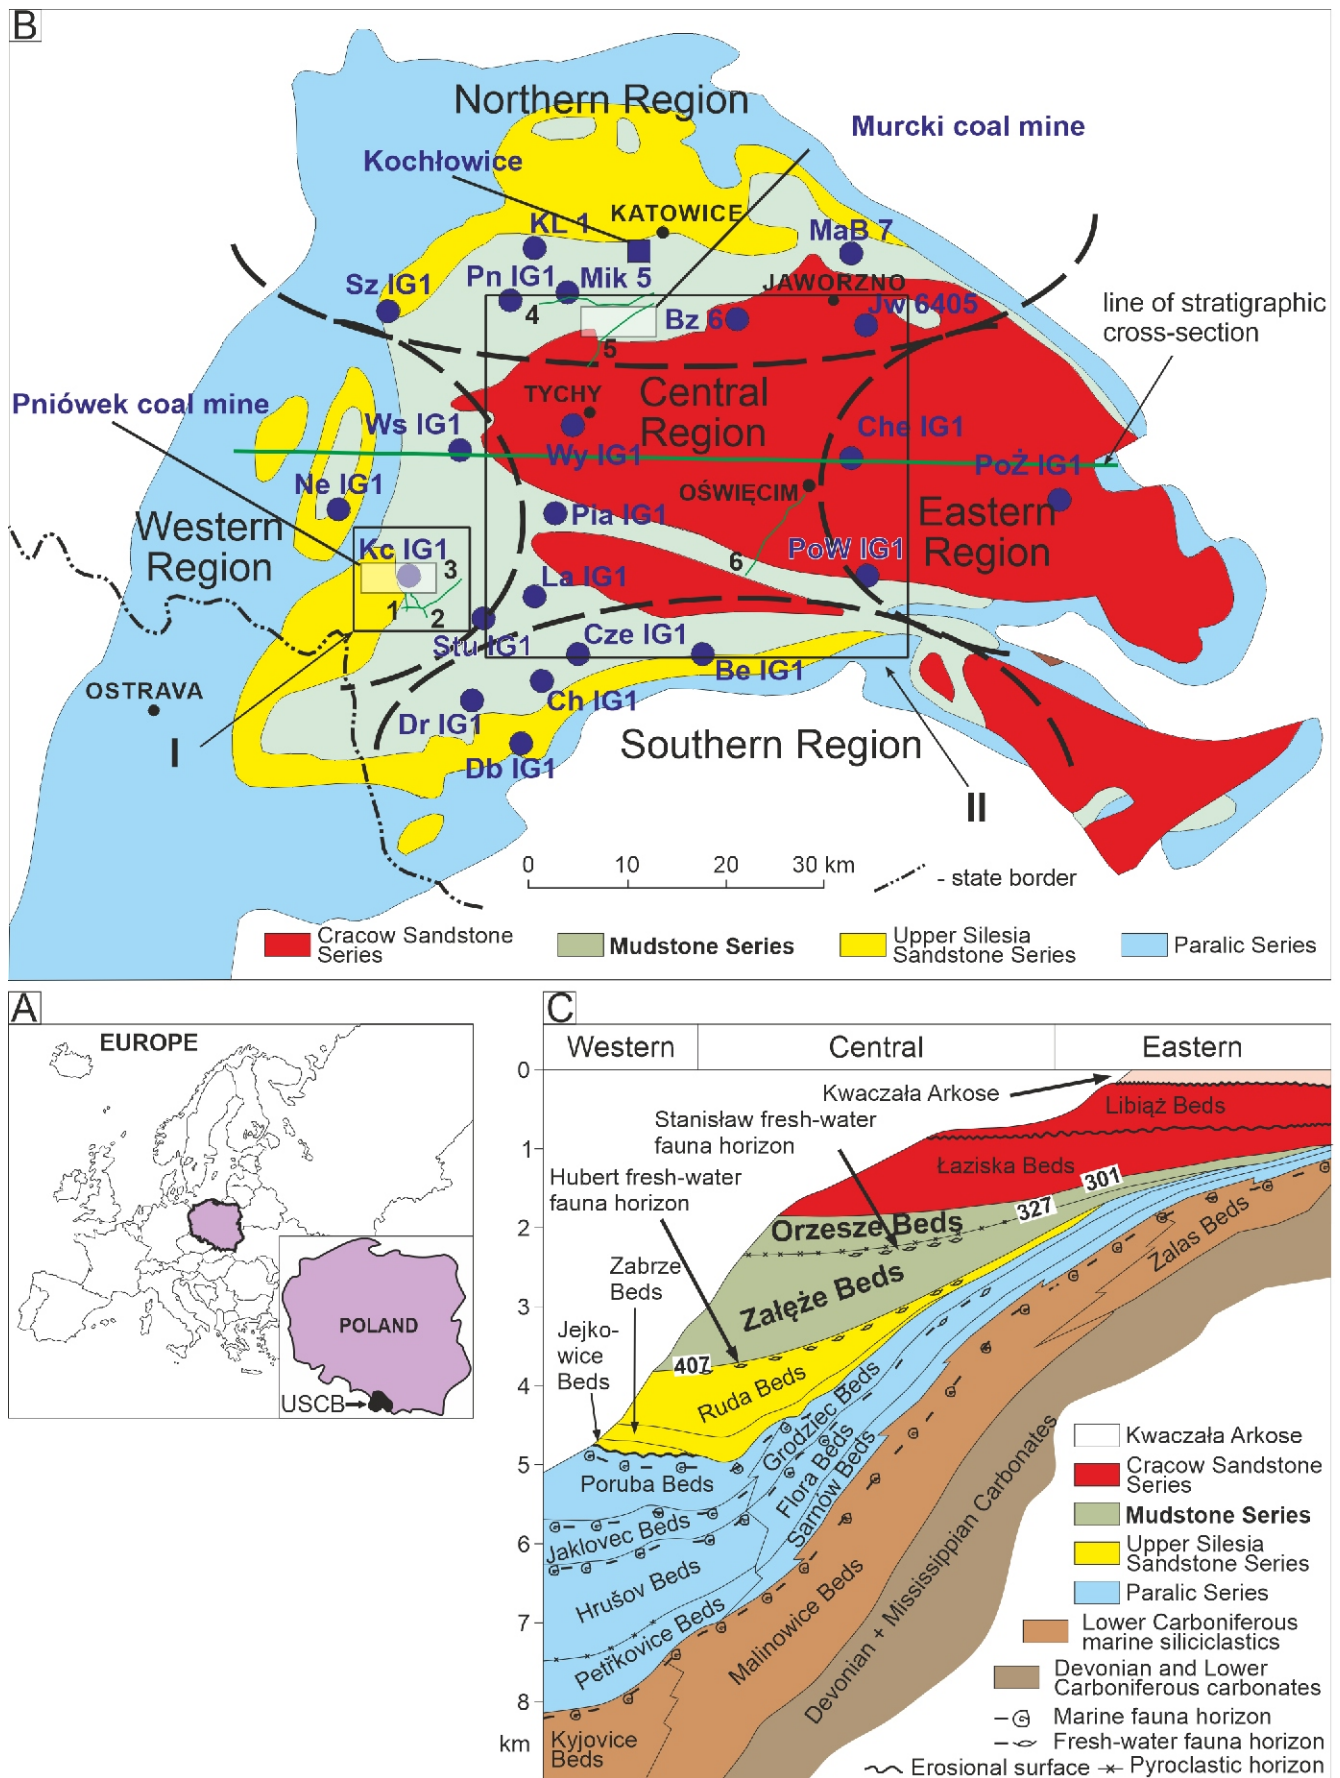 B
Northern Region
Murcki coal mine
Kochłowice
KATOWICE
KL 1
MaB 7
Pn IG1
Mik 5
JAWORZNO
Sz IG1
4
Bz 6
Jw 6405
line of stratigraphic
cross-section
5
Pniówek coal mine
TYCHY
Central
Region
Ws IG1
Wy IG1
Che IG1
PoŻ IG1
Ne IG1
OŚWIĘCIM
Western
Region
Pia IG1
Eastern
Region
Kc IG1
3
6
PoW IG1
La IG1
1
2
Stu IG1
Cze IG1
Be IG1
OSTRAVA
Ch IG1
Dr IG1
I
Southern Region
Db IG1
II
0
10
20
30 km
- state border
Cracow Sandstone
Series
Mudstone Series
Upper Silesia
Sandstone Series
Paralic Series
A
EUROPE
POLAND
USCB
C
Western
Central
Eastern
0
Kwaczała Arkose
Libiąż Beds
Stanisław fresh-water
fauna horizon
1
Łaziska Beds
Hubert fresh-water
fauna horizon
301
327
2
Orzesze Beds
Zalas Beds
Zabrze
Beds
Załęże Beds
3
Jejko-
wice
Beds
407
4
Ruda Beds
Grodziec Beds
Flora Beds
Sarnów Beds
5
Poruba Beds
Jaklovec Beds
6
Hrušov Beds
7
Petřkovice Beds
Malinowice Beds
Devonian + Mississippian Carbonates
8
km
Kyjovice
Beds
Kwaczała Arkose
Cracow Sandstone
Series
Mudstone Series
Upper Silesia
Sandstone Series
Paralic Series
Lower Carboniferous
marine siliciclastics
Devonian and Lower
Carboniferous carbonates
Marine fauna horizon
Fresh-water fauna horizon
Erosional surface
Pyroclastic horizon